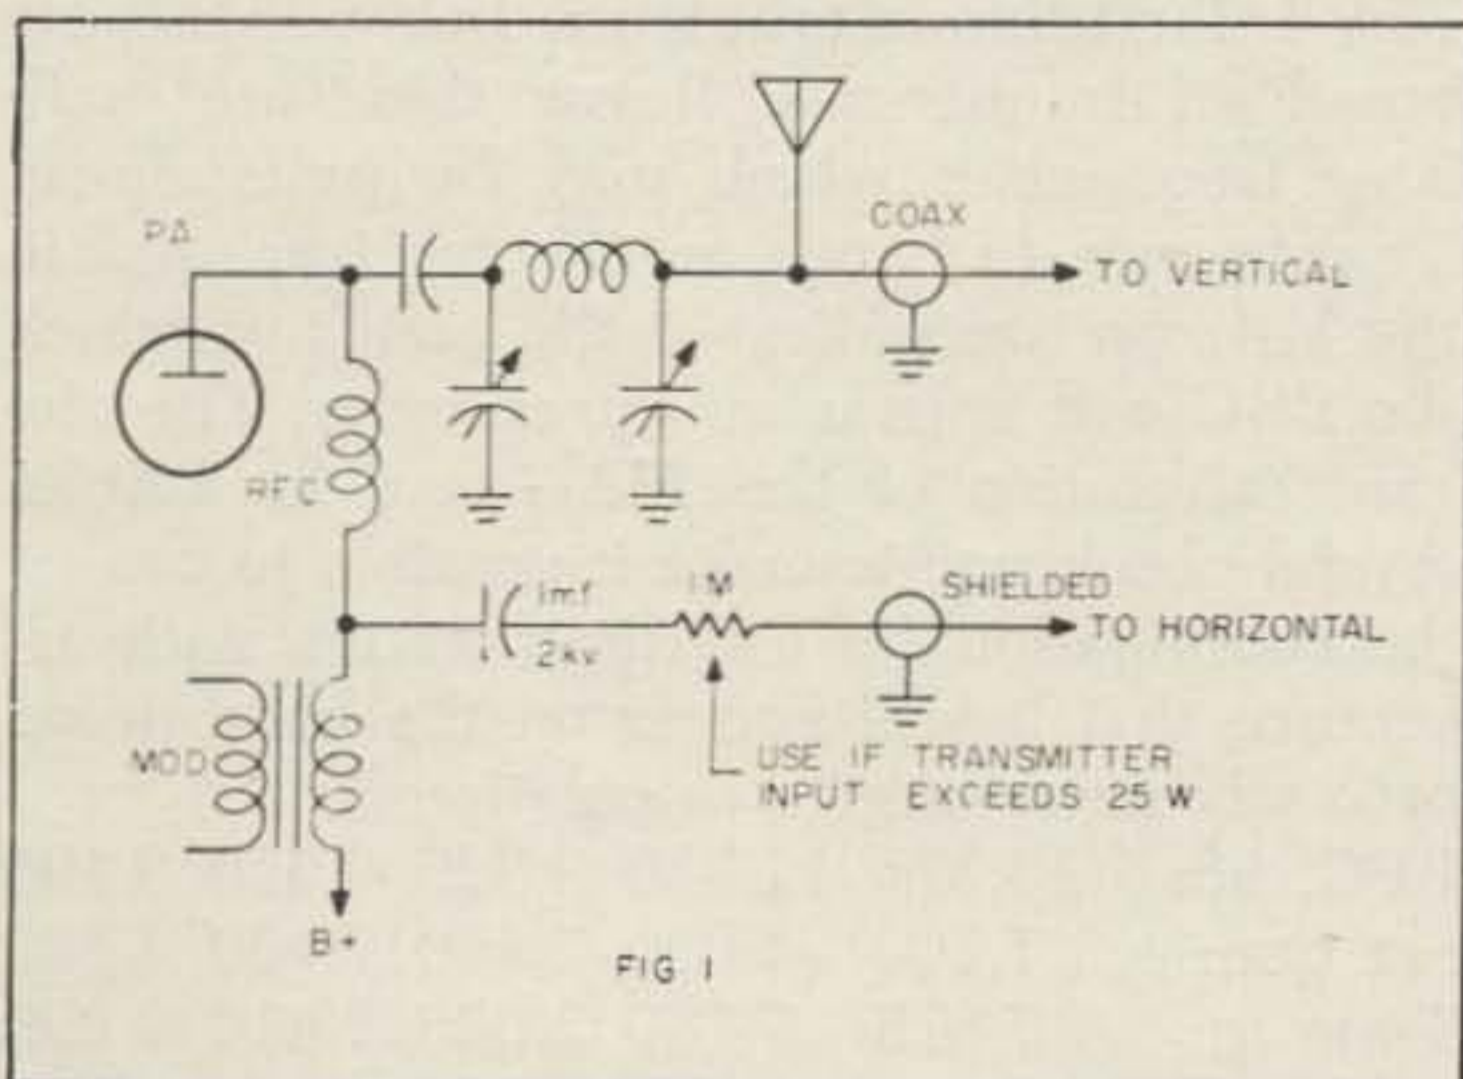 PA
COAX
TO VERTICAL
RFC
1mf
2kv
1M
SHIELDED
TO HORIZONTAL
MOD
USE IF TRANSMITTER
INPUT EXCEEDS 25 W
B+
FIG 1